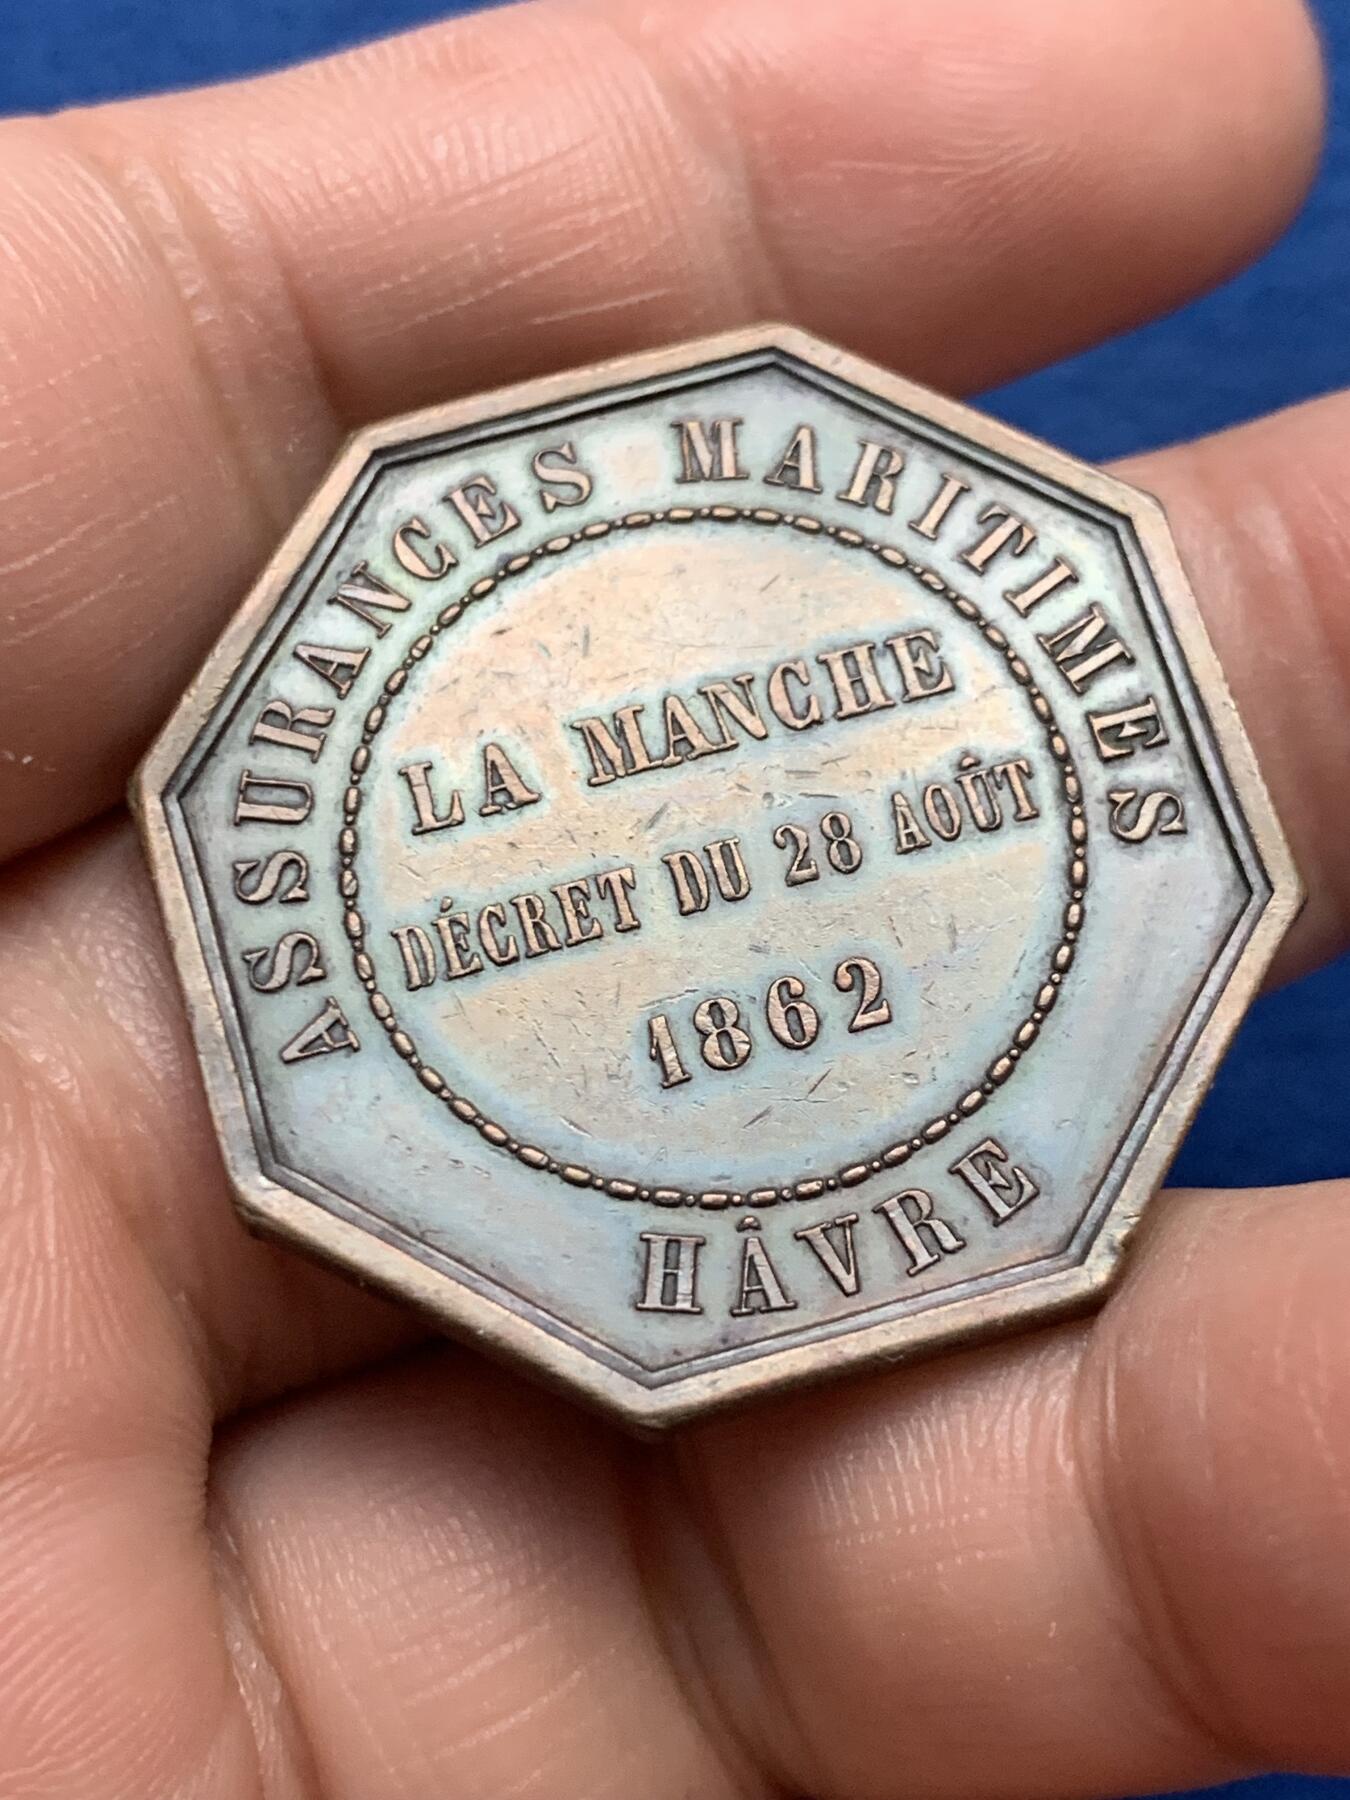 ASSURANCES MARITIMES
LA MANCHE
DÉCRET DU 28 AOÛT
1862
HÂVRE